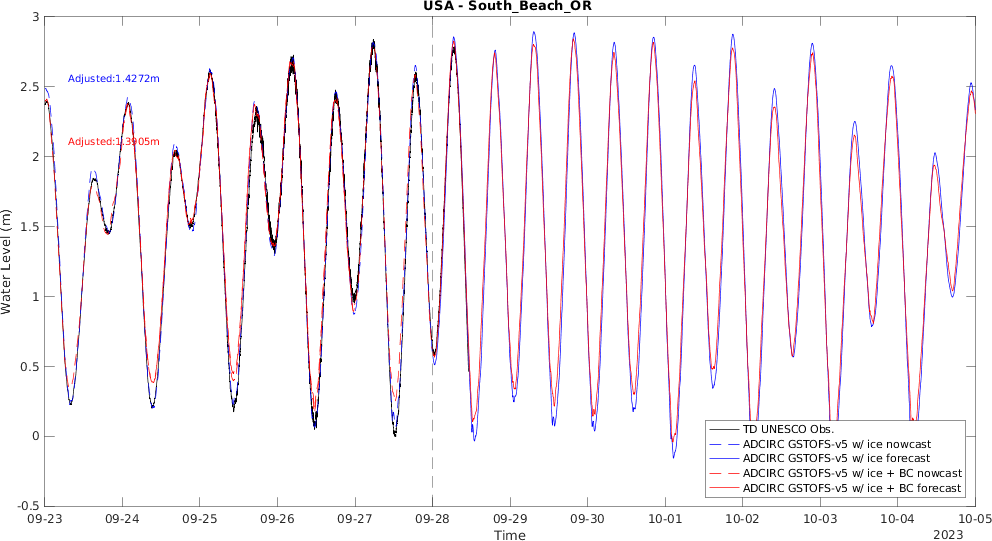 USA - South_Beach_OR
3
2.5
2
1.5
1
0.5
0
-0.5
Water Level (m)
Adjusted:1.4272m
Adjusted:1.3905m
TD UNESCO Obs.
ADCIRC GSTOFS-v5 w/ ice nowcast
ADCIRC GSTOFS-v5 w/ ice forecast
ADCIRC GSTOFS-v5 w/ ice + BC nowcast
ADCIRC GSTOFS-v5 w/ ice + BC forecast
09-23 09-24 09-25 09-26 09-27 09-28 09-29 09-30 10-01 10-02 10-03 10-04 10-05
Time
2023